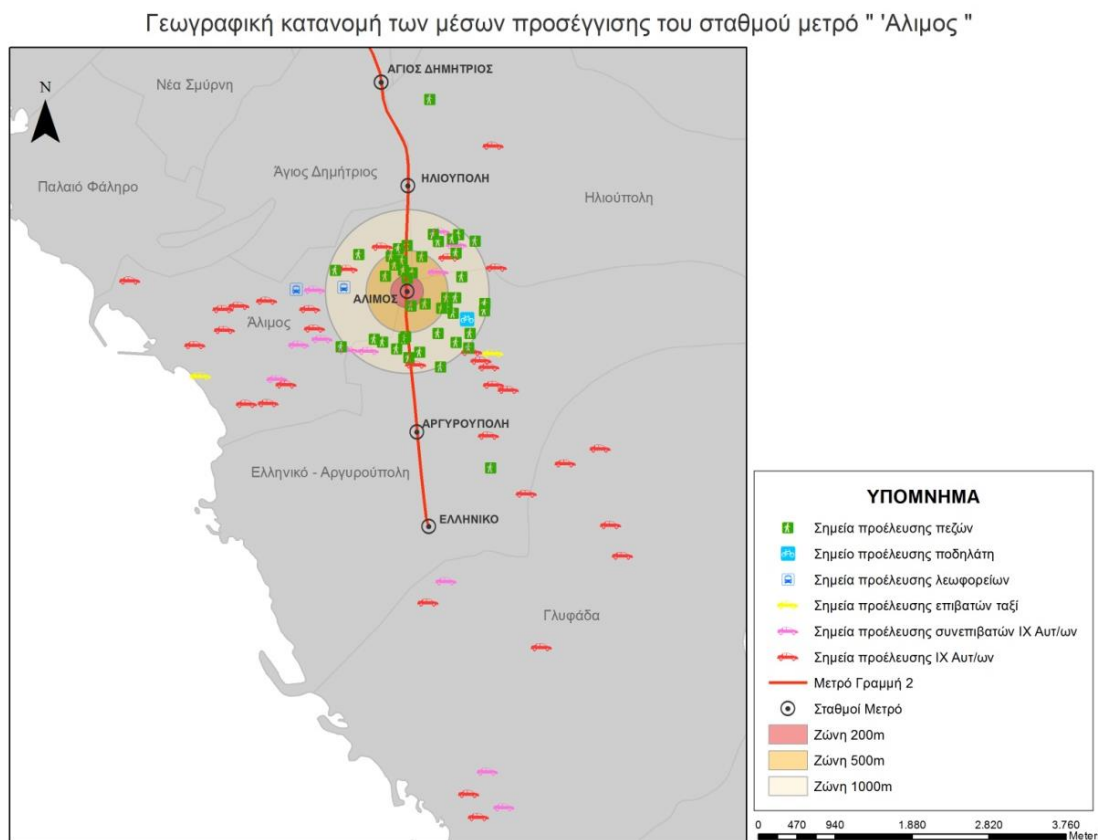 Γεωγραφική κατανομή των μέσων προσέγγισης του σταθμού μετρό " 'Αλιμος "
ΑΓΙΟΣ ΔΗΜΗΤΡΙΟΣ
Νέα Σμύρνη
N
Άγιος Δημήτριος
ΗΛΙΟΥΠΟΛΗ
Παλαιό Φάληρο
Ηλιούπολη
ΑΛΙΜΟΣ
Άλιμος
ΑΡΓΥΡΟΥΠΟΛΗ
Ελληνικό - Αργυρούπολη
ΕΛΛΗΝΙΚΟ
Γλυφάδα
ΥΠΟΜΝΗΜΑ
Σημεία προέλευσης πεζών
Σημείο προέλευσης ποδηλάτη
Σημεία προέλευσης λεωφορείων
Σημεία προέλευσης επιβατών ταξί
Σημεία προέλευσης συνεπιβατών ΙΧ Αυτ/ων
Σημεία προέλευσης ΙΧ Αυτ/ων
Μετρό Γραμμή 2
Σταθμοί Μετρό
Ζώνη 200m
Ζώνη 500m
Ζώνη 1000m
0 470 940 1.880 2.820 3.760
Meter